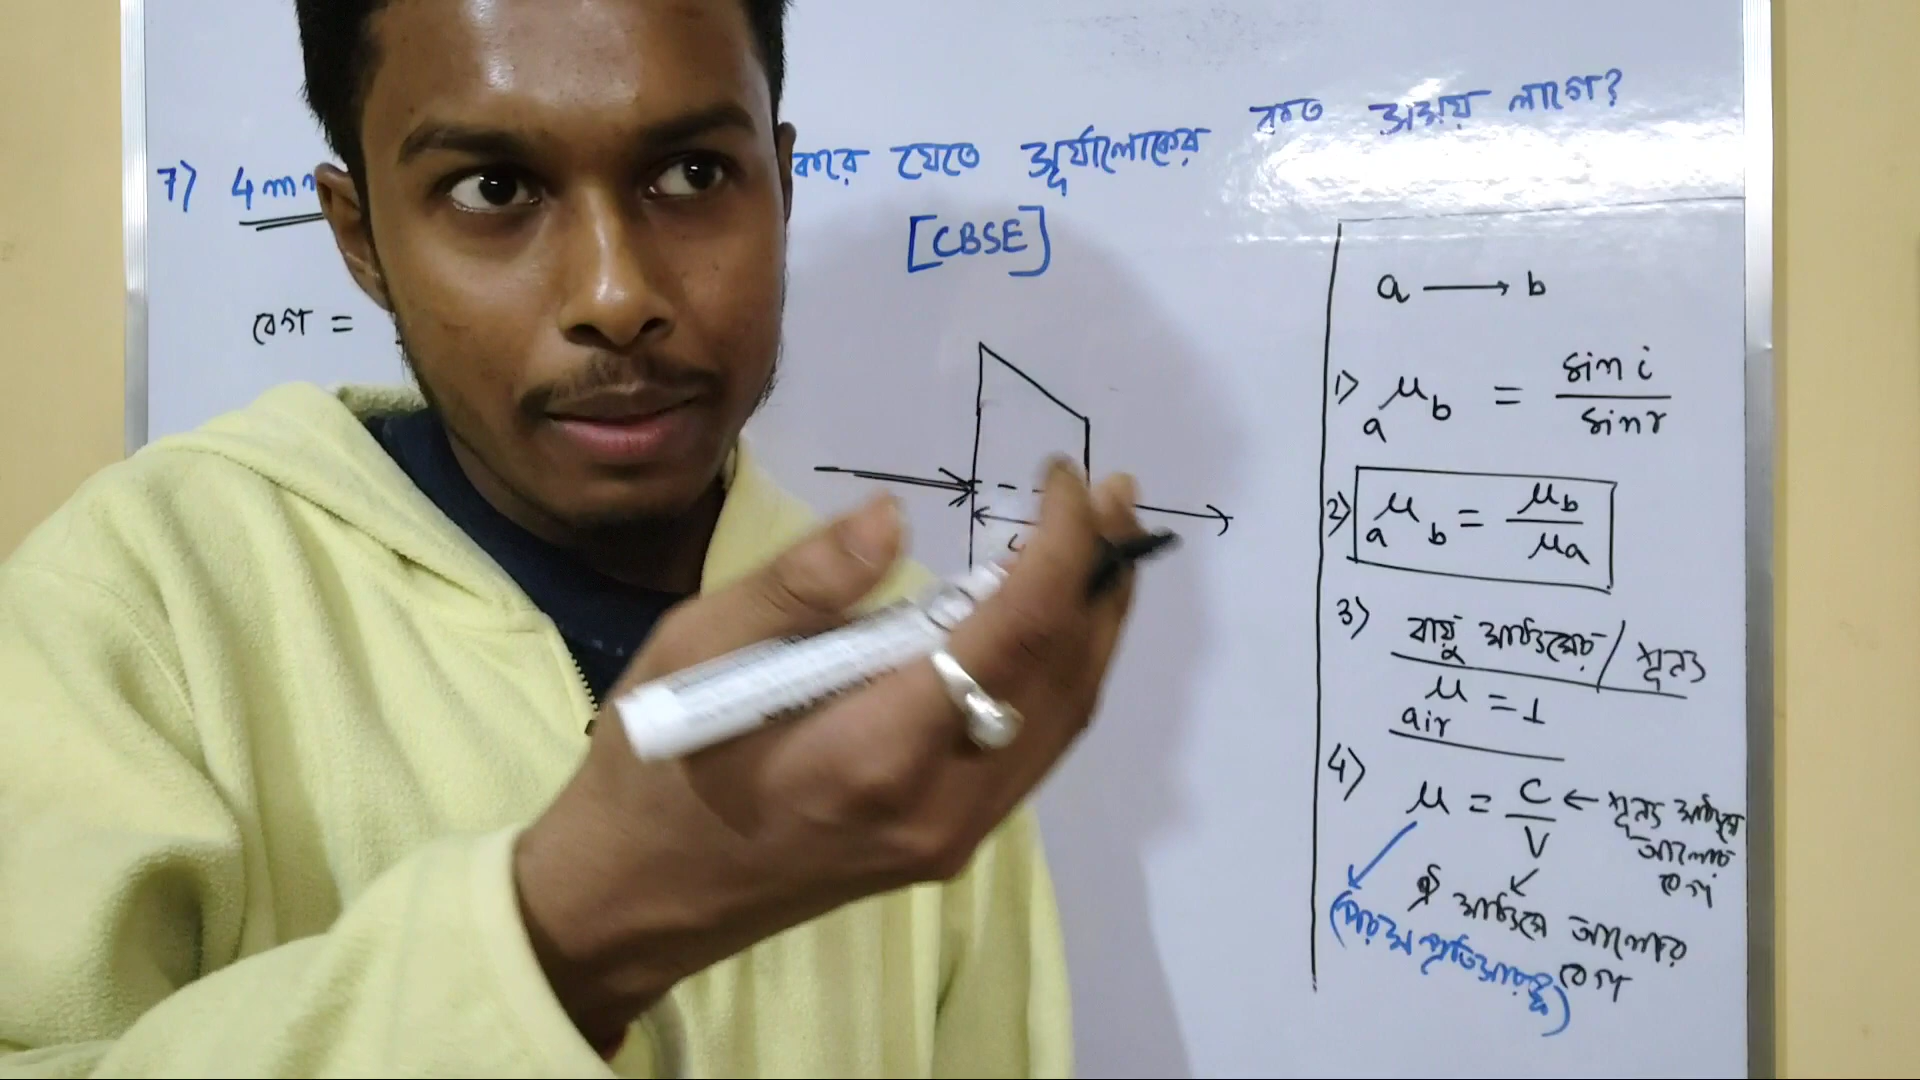 7) 4mm করে যেতে সূর্যালোকের কত সময় লাগে?
[CBSE]
বেগ =
a → b
1) aμb = sin i / sin r
2) aμb = μb / μa
3) বায়ু মাধ্যমের / শূন্য
μair = 1
4) μ = C / V ← শূন্য মাধ্যমে আলোর বেগ
ঐ মাধ্যমে আলোর বেগ
(পরম প্রতিসরাঙ্ক)